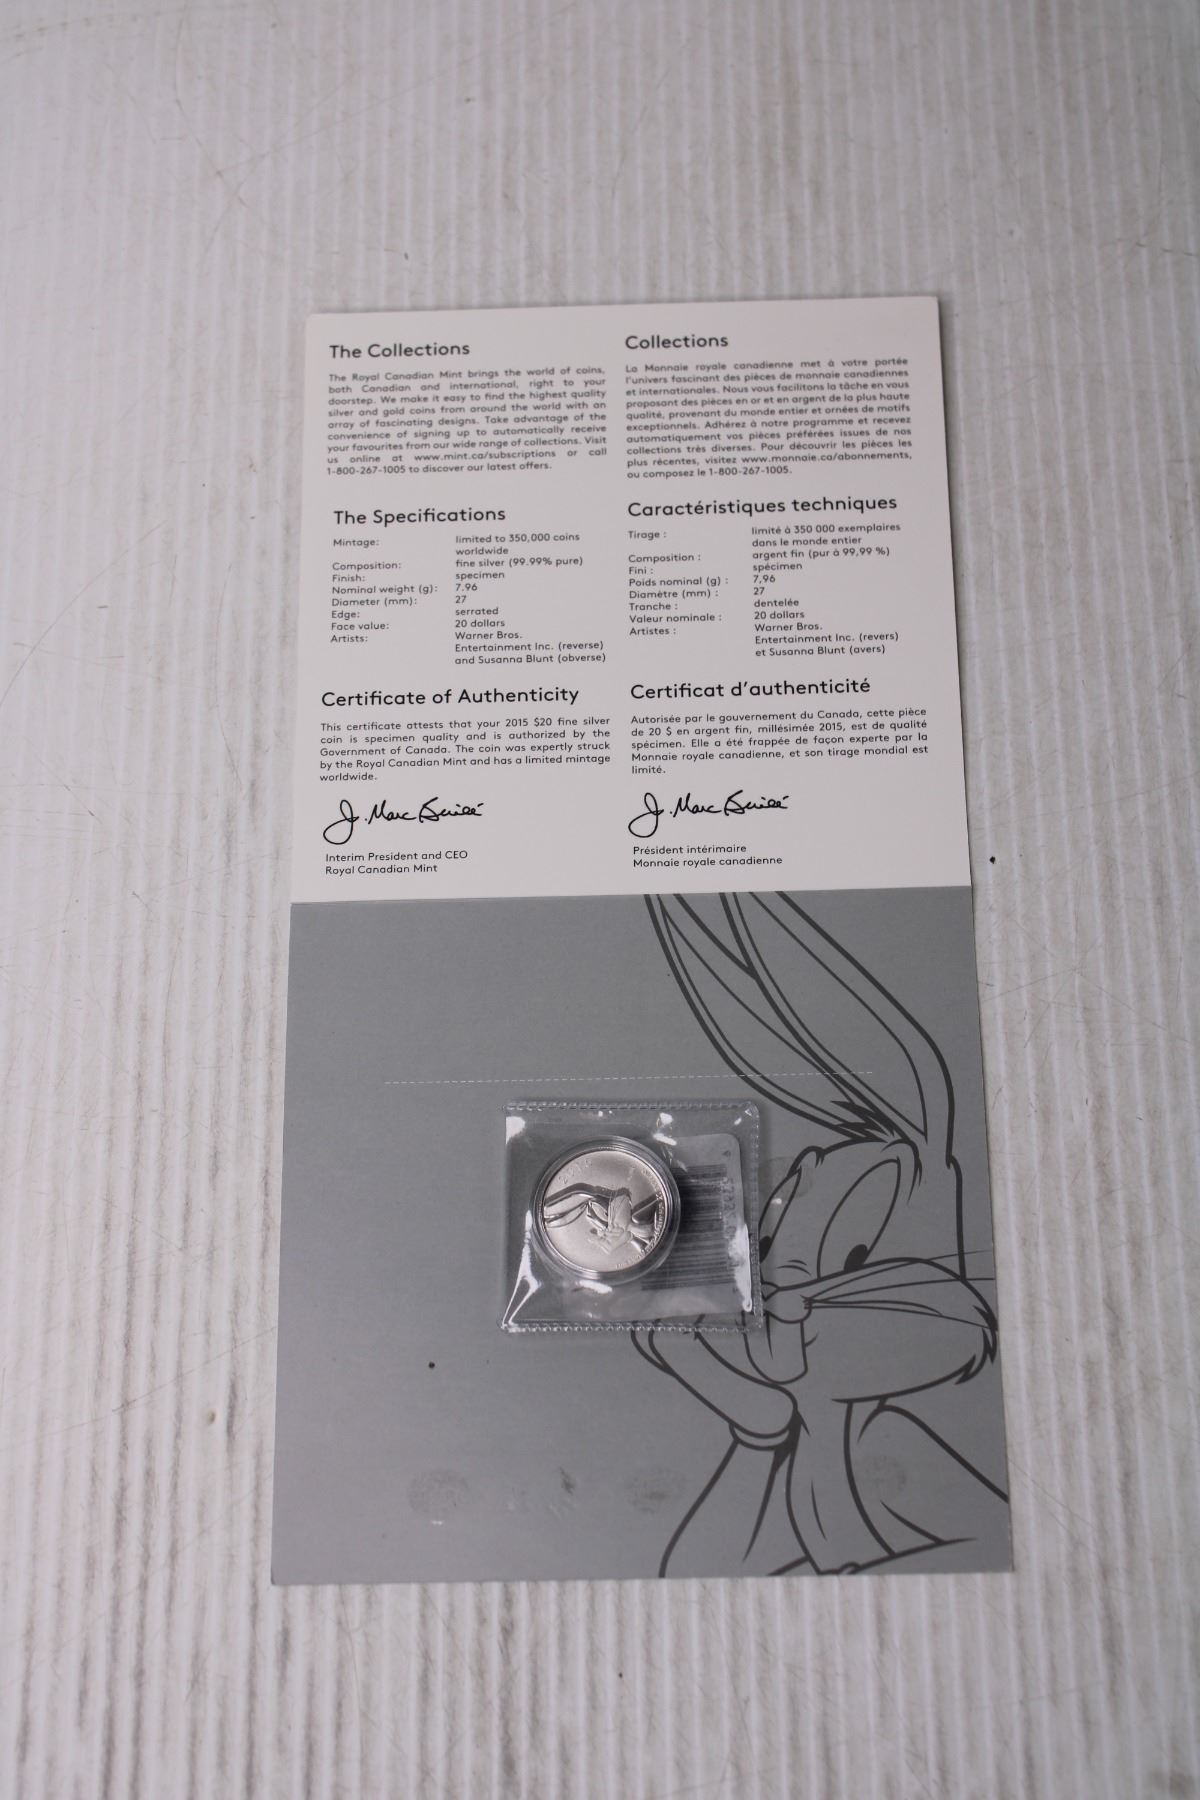 The Collections
The Royal Canadian Mint brings the world of coins,
both Canadian and international, right to your
doorstep. We make it easy to find the highest quality
silver and gold coins from around the world with an
array of fascinating designs. Take advantage of the
convenience of signing up to automatically receive
your favourites from our wide range of collections. Visit
us online at www.mint.ca/subscriptions or call
1-800-267-1005 to discover our latest offers.
Collections
La Monnaie royale canadienne met à votre portée
l'univers fascinant des pièces de monnaie canadiennes
et internationales. Nous vous facilitons la tâche en vous
proposant des pièces en or et en argent de la plus haute
qualité, provenant du monde entier et ornées de motifs
exceptionnels. Adhérez à notre programme et recevez
automatiquement vos pièces préférées issues de nos
collections très diverses. Pour découvrir les pièces les
plus récentes, visitez www.monnaie.ca/abonnements,
ou composez le 1-800-267-1005.
The Specifications
Mintage: limited to 350,000 coins
worldwide
Composition: fine silver (99.99% pure)
Finish: specimen
Nominal weight (g): 7.96
Diameter (mm): 27
Edge: serrated
Face value: 20 dollars
Artists: Warner Bros.
Entertainment Inc. (reverse)
and Susanna Blunt (obverse)
Caractéristiques techniques
Tirage : limité à 350 000 exemplaires
dans le monde entier
Composition : argent fin (pur à 99,99 %)
Fini : spécimen
Poids nominal (g) : 7,96
Diamètre (mm) : 27
Tranche : dentelée
Valeur nominale : 20 dollars
Artistes : Warner Bros.
Entertainment Inc. (revers)
et Susanna Blunt (avers)
Certificate of Authenticity
This certificate attests that your 2015 $20 fine silver
coin is specimen quality and is authorized by the
Government of Canada. The coin was expertly struck
by the Royal Canadian Mint and has a limited mintage
worldwide.
J. Marc Brûlé
Interim President and CEO
Royal Canadian Mint
Certificat d'authenticité
Autorisée par le gouvernement du Canada, cette pièce
de 20 $ en argent fin, millésimée 2015, est de qualité
spécimen. Elle a été frappée de façon experte par la
Monnaie royale canadienne, et son tirage mondial est
limité.
J. Marc Brûlé
Président intérimaire
Monnaie royale canadienne
2015